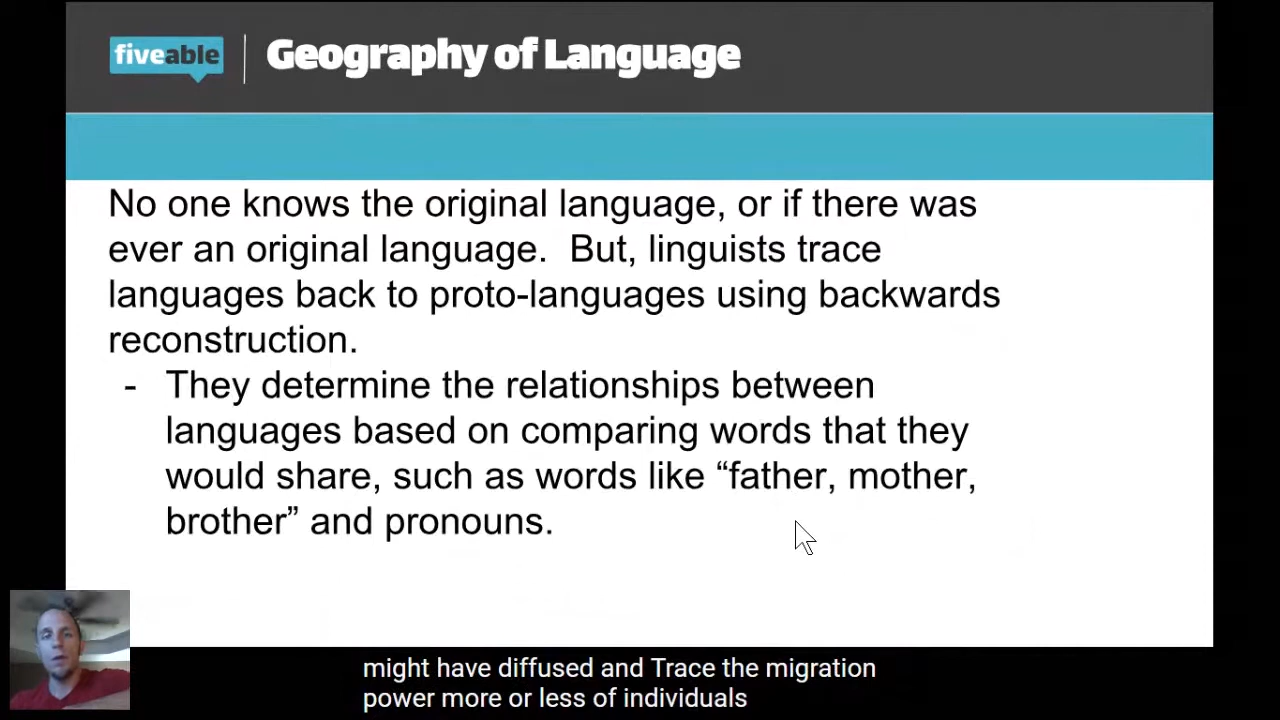 fiveable
Geography of Language
No one knows the original language, or if there was
ever an original language.  But, linguists trace
languages back to proto-languages using backwards
reconstruction.
- They determine the relationships between
languages based on comparing words that they
would share, such as words like “father, mother,
brother” and pronouns.
might have diffused and Trace the migration
power more or less of individuals